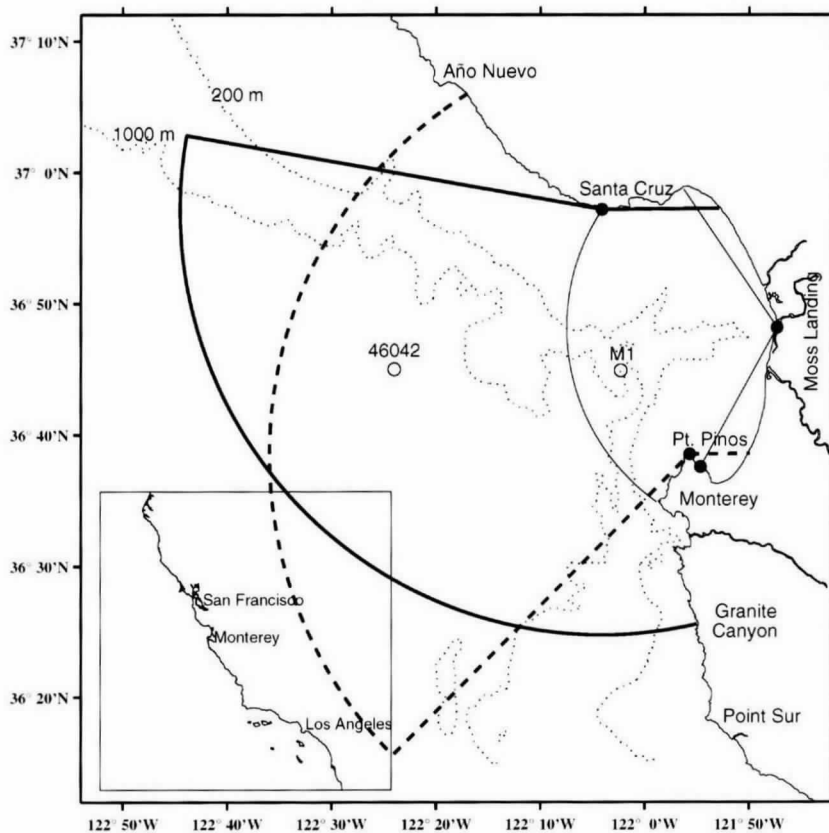 37° 10'N
Año Nuevo
200 m
1000 m
37° 0'N
Santa Cruz
36° 50'N
Moss Landing
46042
M1
36° 40'N
Pt. Pinos
Monterey
36° 30'N
San Francisco
Granite
Canyon
Monterey
36° 20'N
Los Angeles
Point Sur
122° 50'W
122° 40'W
122° 30'W
122° 20'W
122° 10'W
122° 0'W
121° 50'W